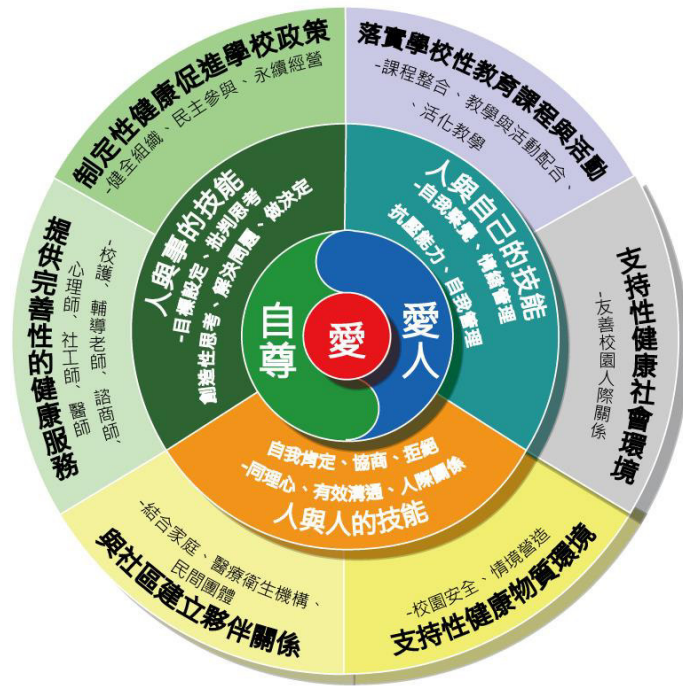 制定性健康促進學校政策
-健全組織、民主參與、永續經營
落實學校性教育課程與活動
-課程整合、教學與活動配合、
、活化教學
支持性健康社會環境
-友善校園人際關係
支持性健康物質環境
-校園安全、情境營造
與社區建立夥伴關係
-結合家庭、醫療衛生機構、
民間團體
提供完善性的健康服務
-校護、輔導老師、諮商師、
心理師、社工師、醫師
人與事的技能
-目標設定、批判思考
創造性思考、解決問題、做決定
人與自己的技能
-自我察覺、情緒管理
抗壓能力、自我管理
自我肯定、協商、拒絕
-同理心、有效溝通、人際關係
人與人的技能
自尊
愛
愛人